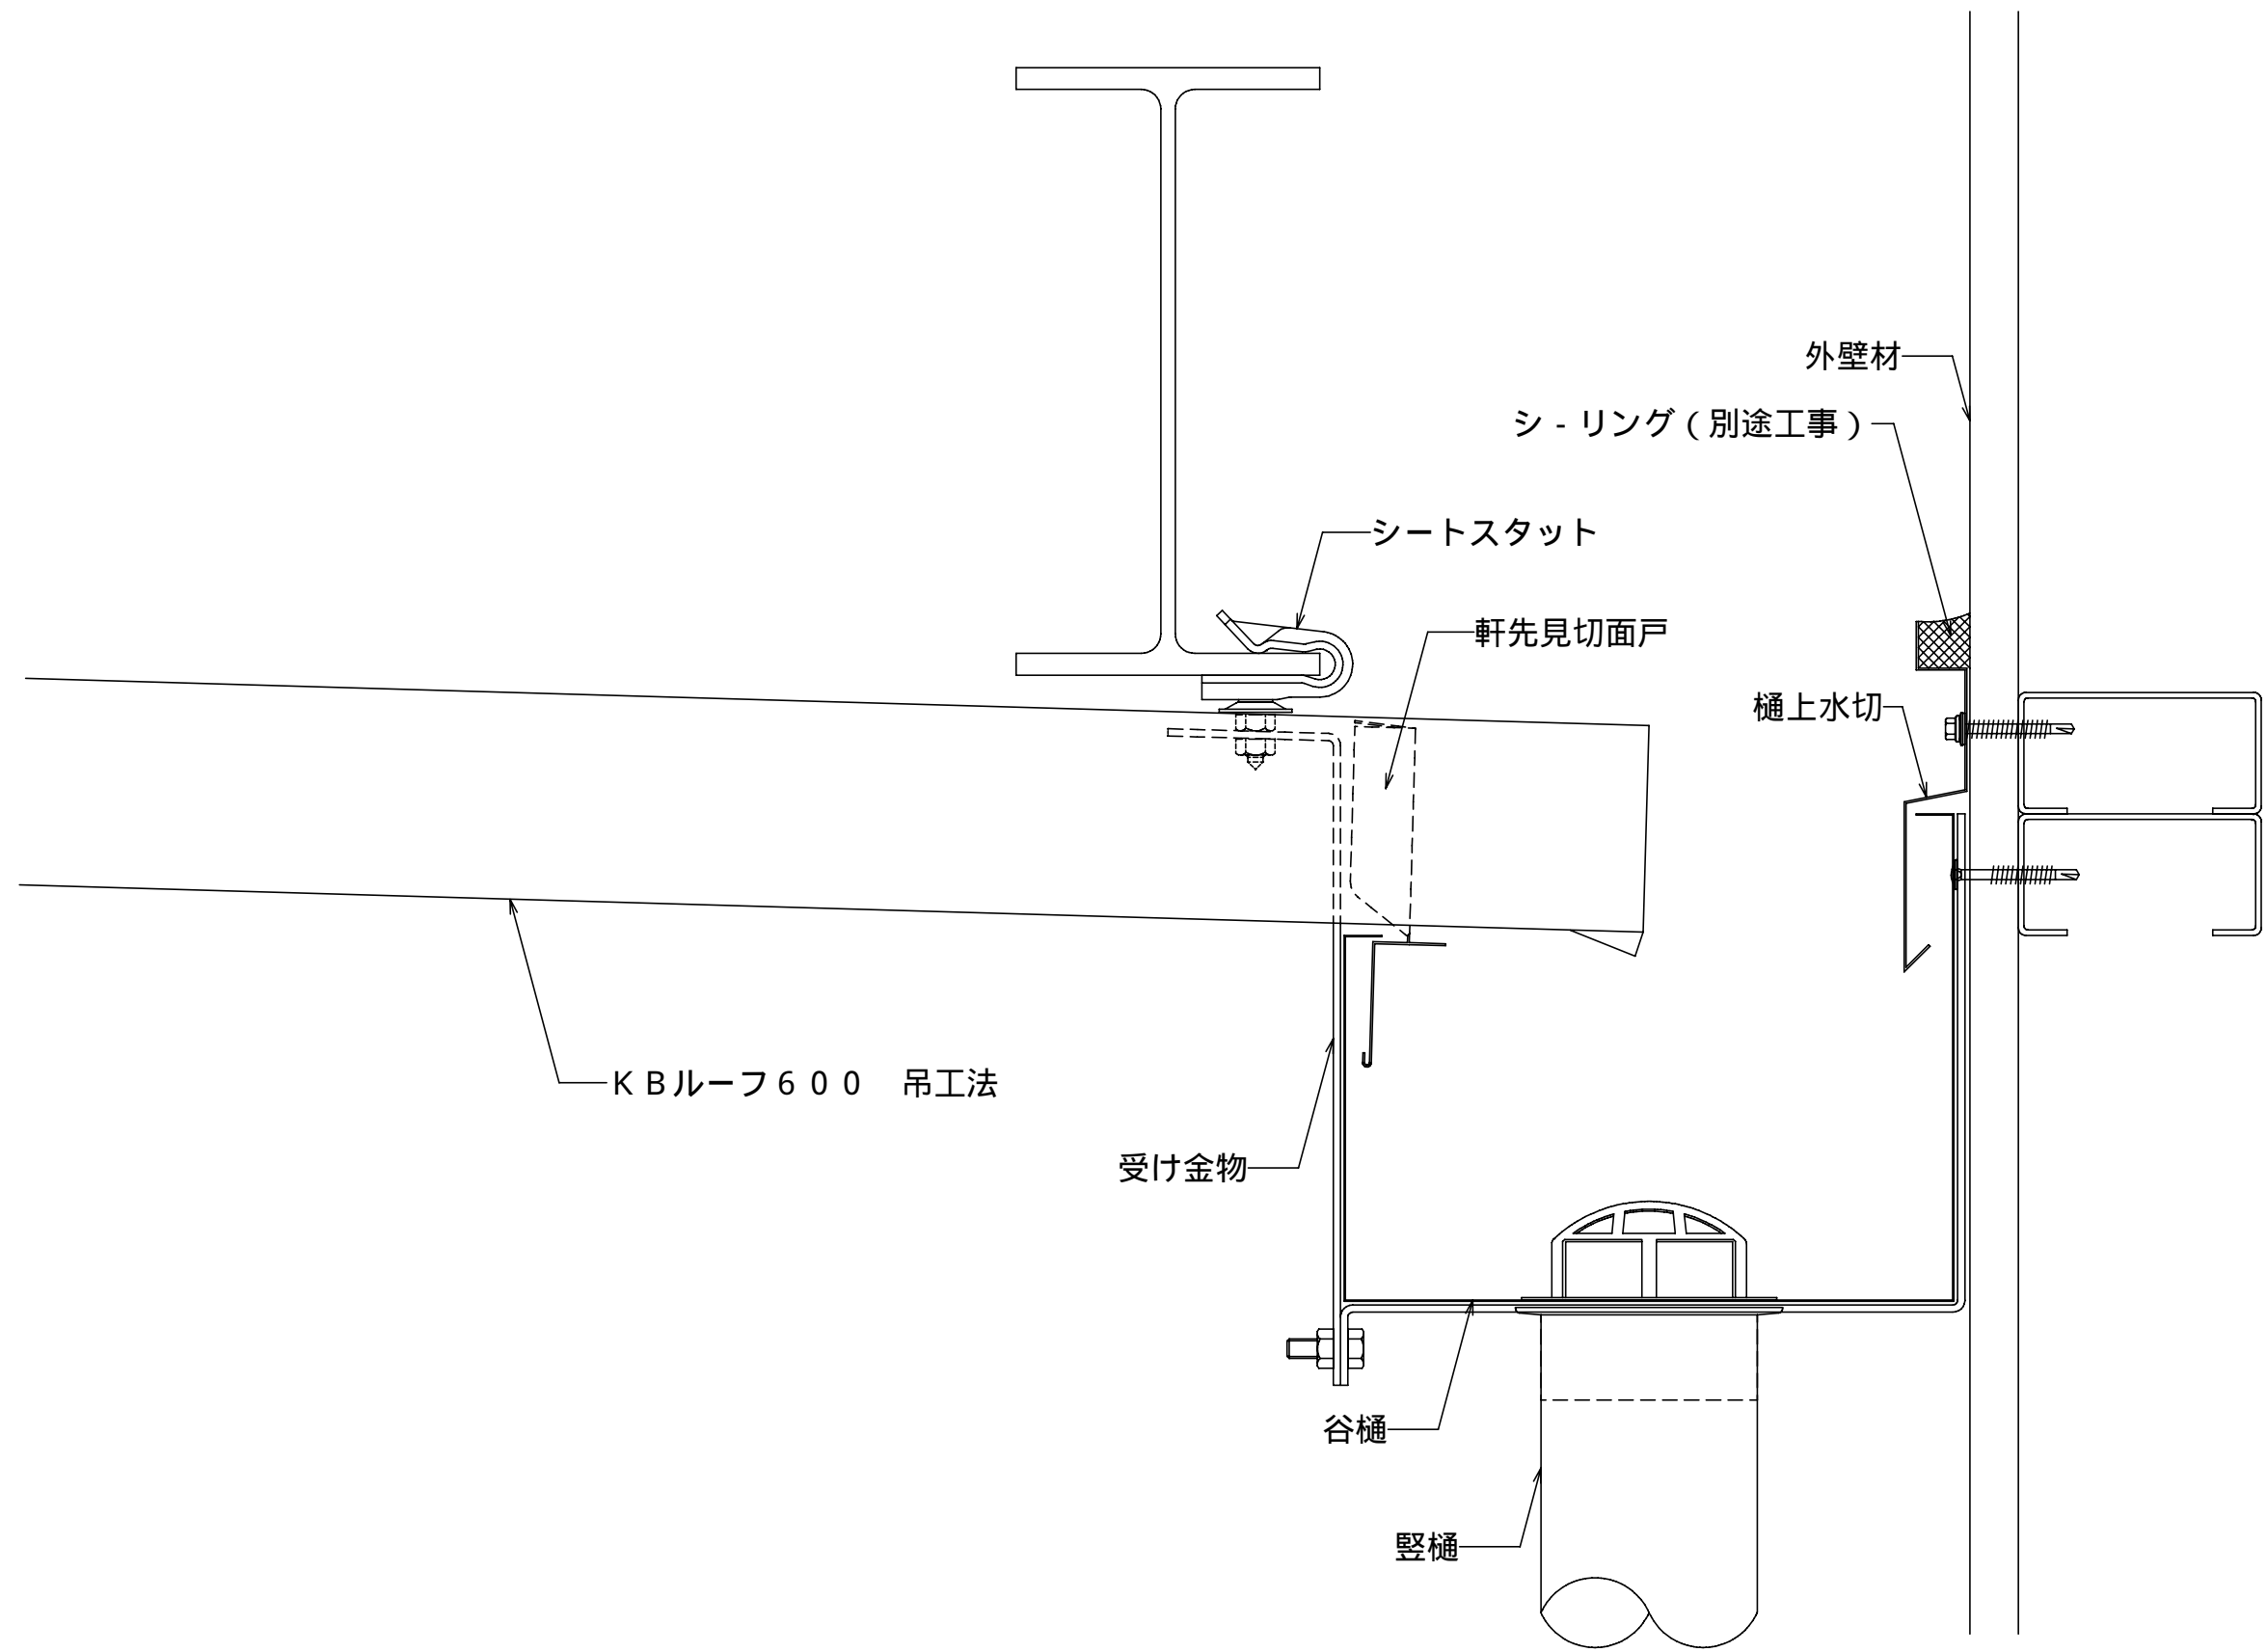 外壁材
シ‐リング(別途工事)
シートスタット
軒先見切面戸
樋上水切
KBルーフ600 吊工法
受け金物
谷樋
竪樋